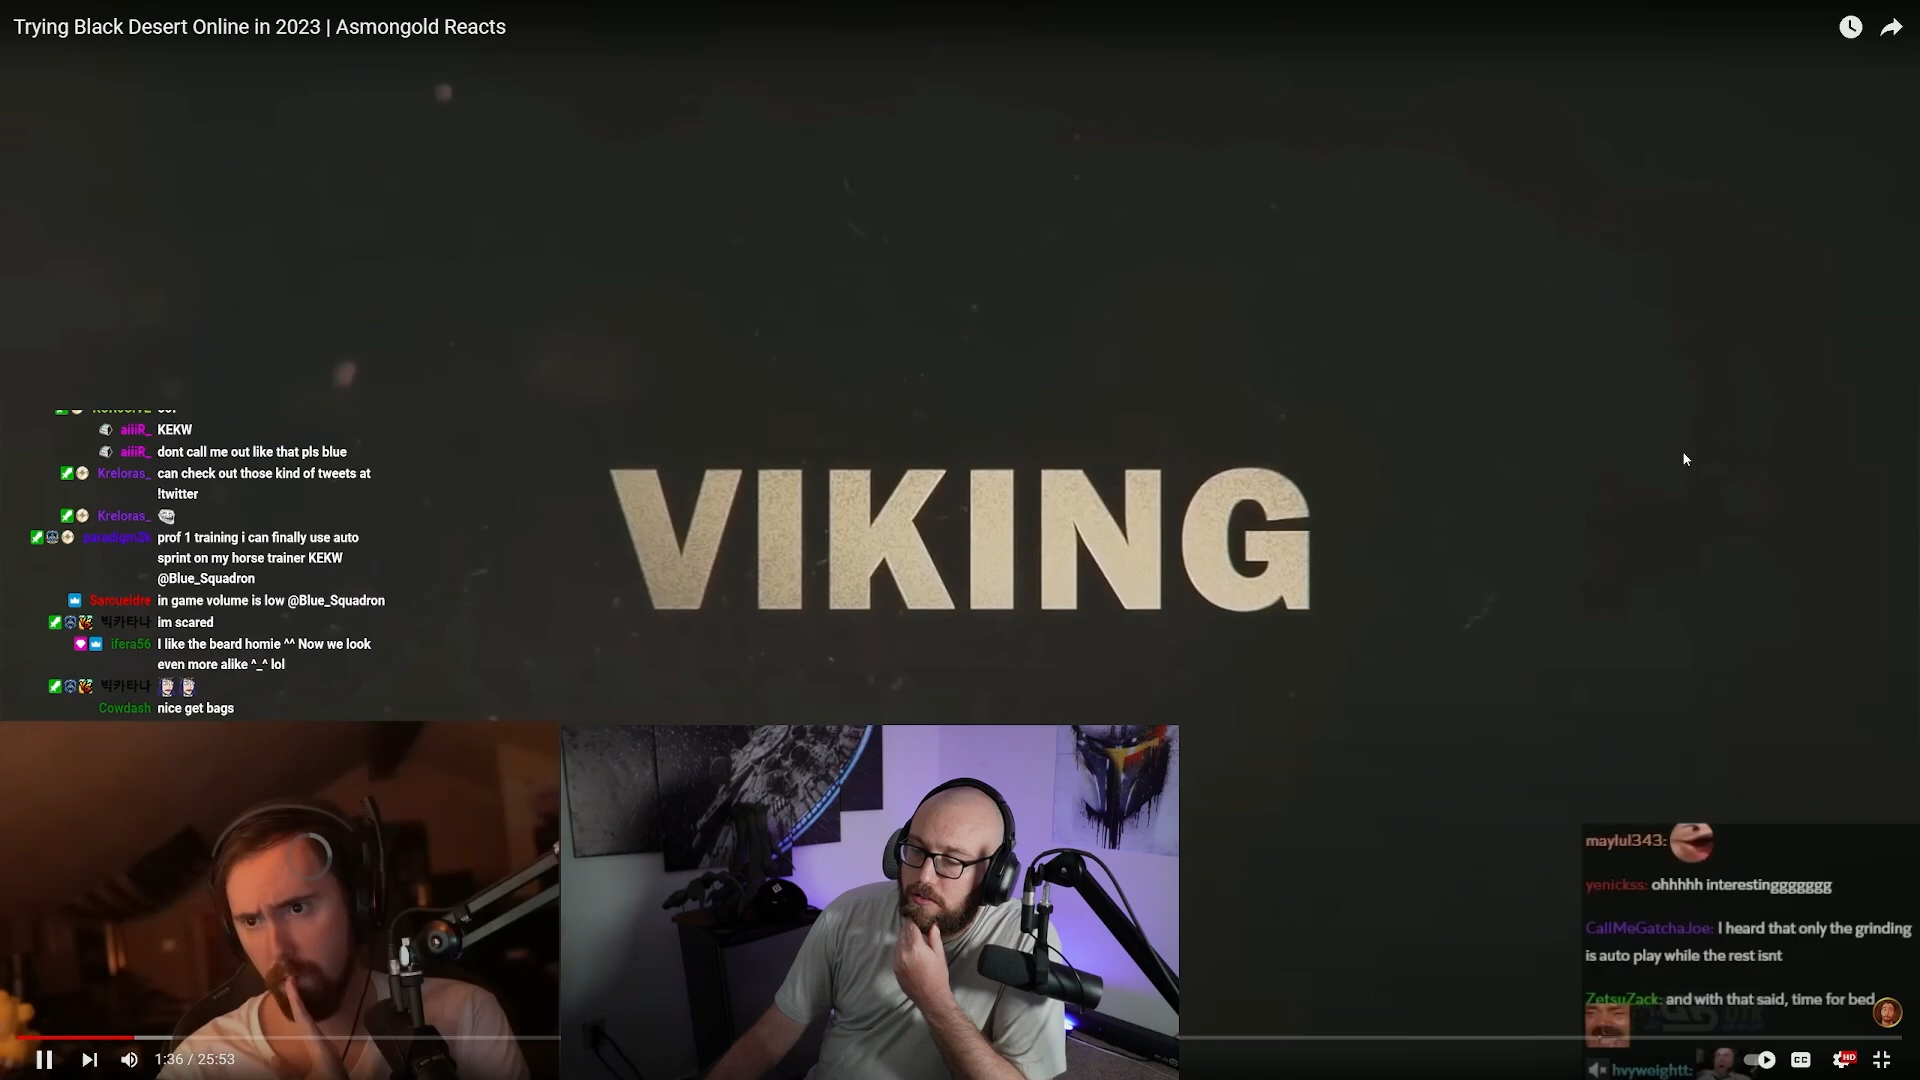 Trying Black Desert Online in 2023 | Asmongold Reacts
VIKING
aiiiR_ KEKW
aiiiR_ dont call me out like that pls blue
Kreloras_ can check out those kind of tweets at
!twitter
Kreloras_
paradigm2k prof 1 training i can finally use auto
sprint on my horse trainer KEKW
@Blue_Squadron
Sarcueidre in game volume is low @Blue_Squadron
빅카타나 im scared
ifera56 I like the beard homie ^^ Now we look
even more alike ^_^ lol
빅카타나
Cowdash nice get bags
maylul343:
yenickss: ohhhhh interestinggggggg
CallMeGatchaJoe: I heard that only the grinding
is auto play while the rest isnt
ZetsuZack: and with that said, time for bed
hvyweightt:
1:36 / 25:53
CC
HD